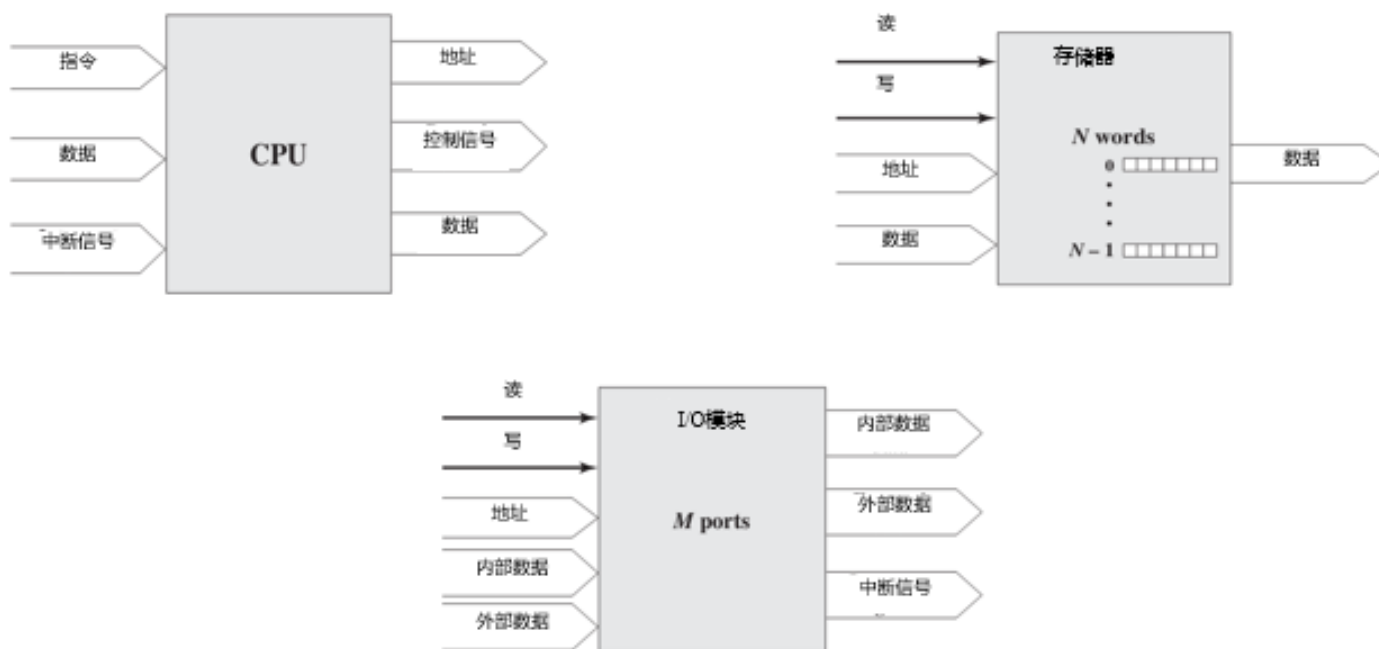 指令
数据
中断信号
CPU
地址
控制信号
数据
读
写
地址
数据
存储器
N words
0
N – 1
数据
读
写
地址
内部数据
外部数据
I/O模块
M ports
内部数据
外部数据
中断信号